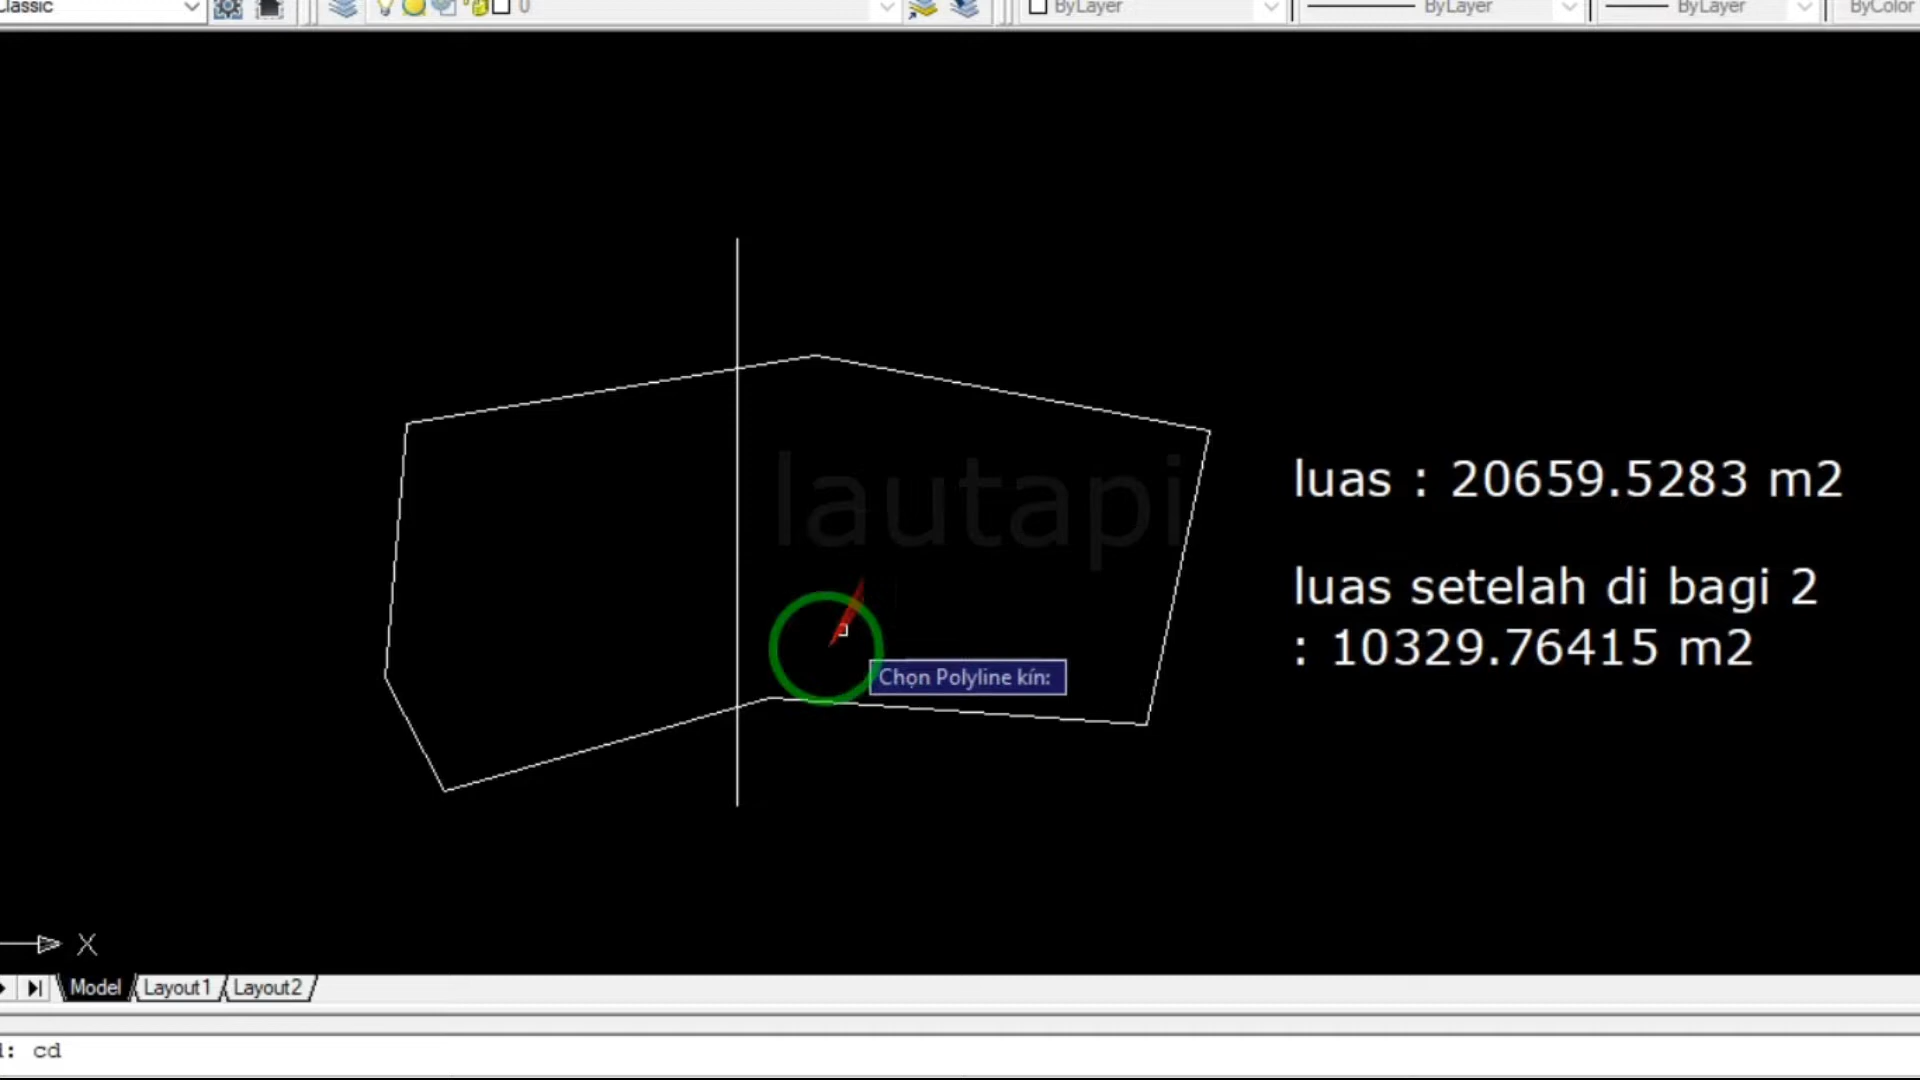 Classic
0
ByLayer
ByLayer
ByLayer
ByColor
lautapi
luas : 20659.5283 m2
luas setelah di bagi 2
: 10329.76415 m2
Chọn Polyline kín:
X
Model
Layout1
Layout2
d: cd